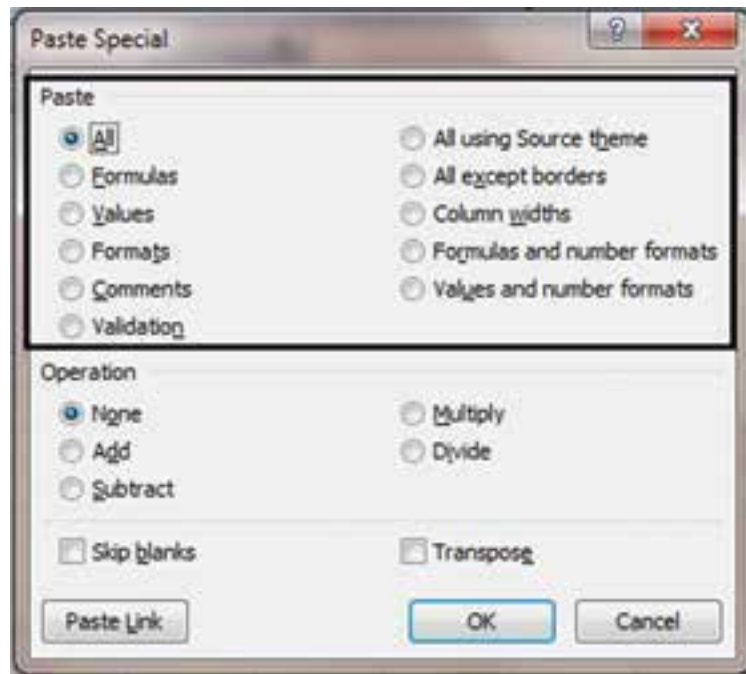 Paste Special
Paste
All
All using Source theme
Formulas
All except borders
Values
Column widths
Formats
Formulas and number formats
Comments
Values and number formats
Validation
Operation
None
Multiply
Add
Divide
Subtract
Skip blanks
Transpose
Paste Link
OK
Cancel